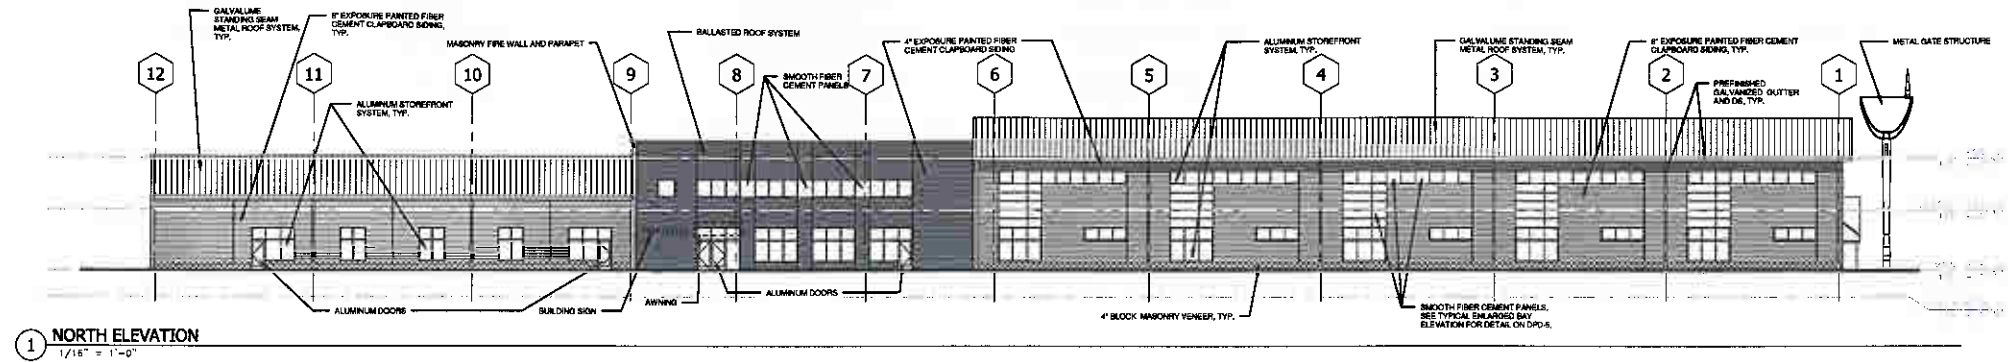 GALVALUME
STANDING SEAM
METAL ROOF SYSTEM,
TYP.
8" EXPOSURE PAINTED FIBER
CEMENT CLAPBOARD SIDING,
TYP.
MASONRY FIRE WALL AND PARAPET
BALLASTED ROOF SYSTEM
4" EXPOSURE PAINTED FIBER
CEMENT CLAPBOARD SIDING
ALUMINUM STOREFRONT
SYSTEM, TYP.
GALVALUME STANDING SEAM
METAL ROOF SYSTEM, TYP.
8" EXPOSURE PAINTED FIBER CEMENT
CLAPBOARD SIDING, TYP.
METAL GATE STRUCTURE
12
11
10
9
8
7
6
5
4
3
2
1
SMOOTH FIBER
CEMENT PANELS
PREFINISHED
GALVANIZED GUTTER
AND DS, TYP.
ALUMINUM STOREFRONT
SYSTEM, TYP.
ALUMINUM DOORS
BUILDING SIGN
AWNING
ALUMINUM DOORS
4" BLOCK MASONRY VENEER, TYP.
SMOOTH FIBER CEMENT PANELS,
SEE TYPICAL ENLARGED BAY
ELEVATION FOR DETAIL ON DPD-5.
1 NORTH ELEVATION
1/16" = 1'-0"